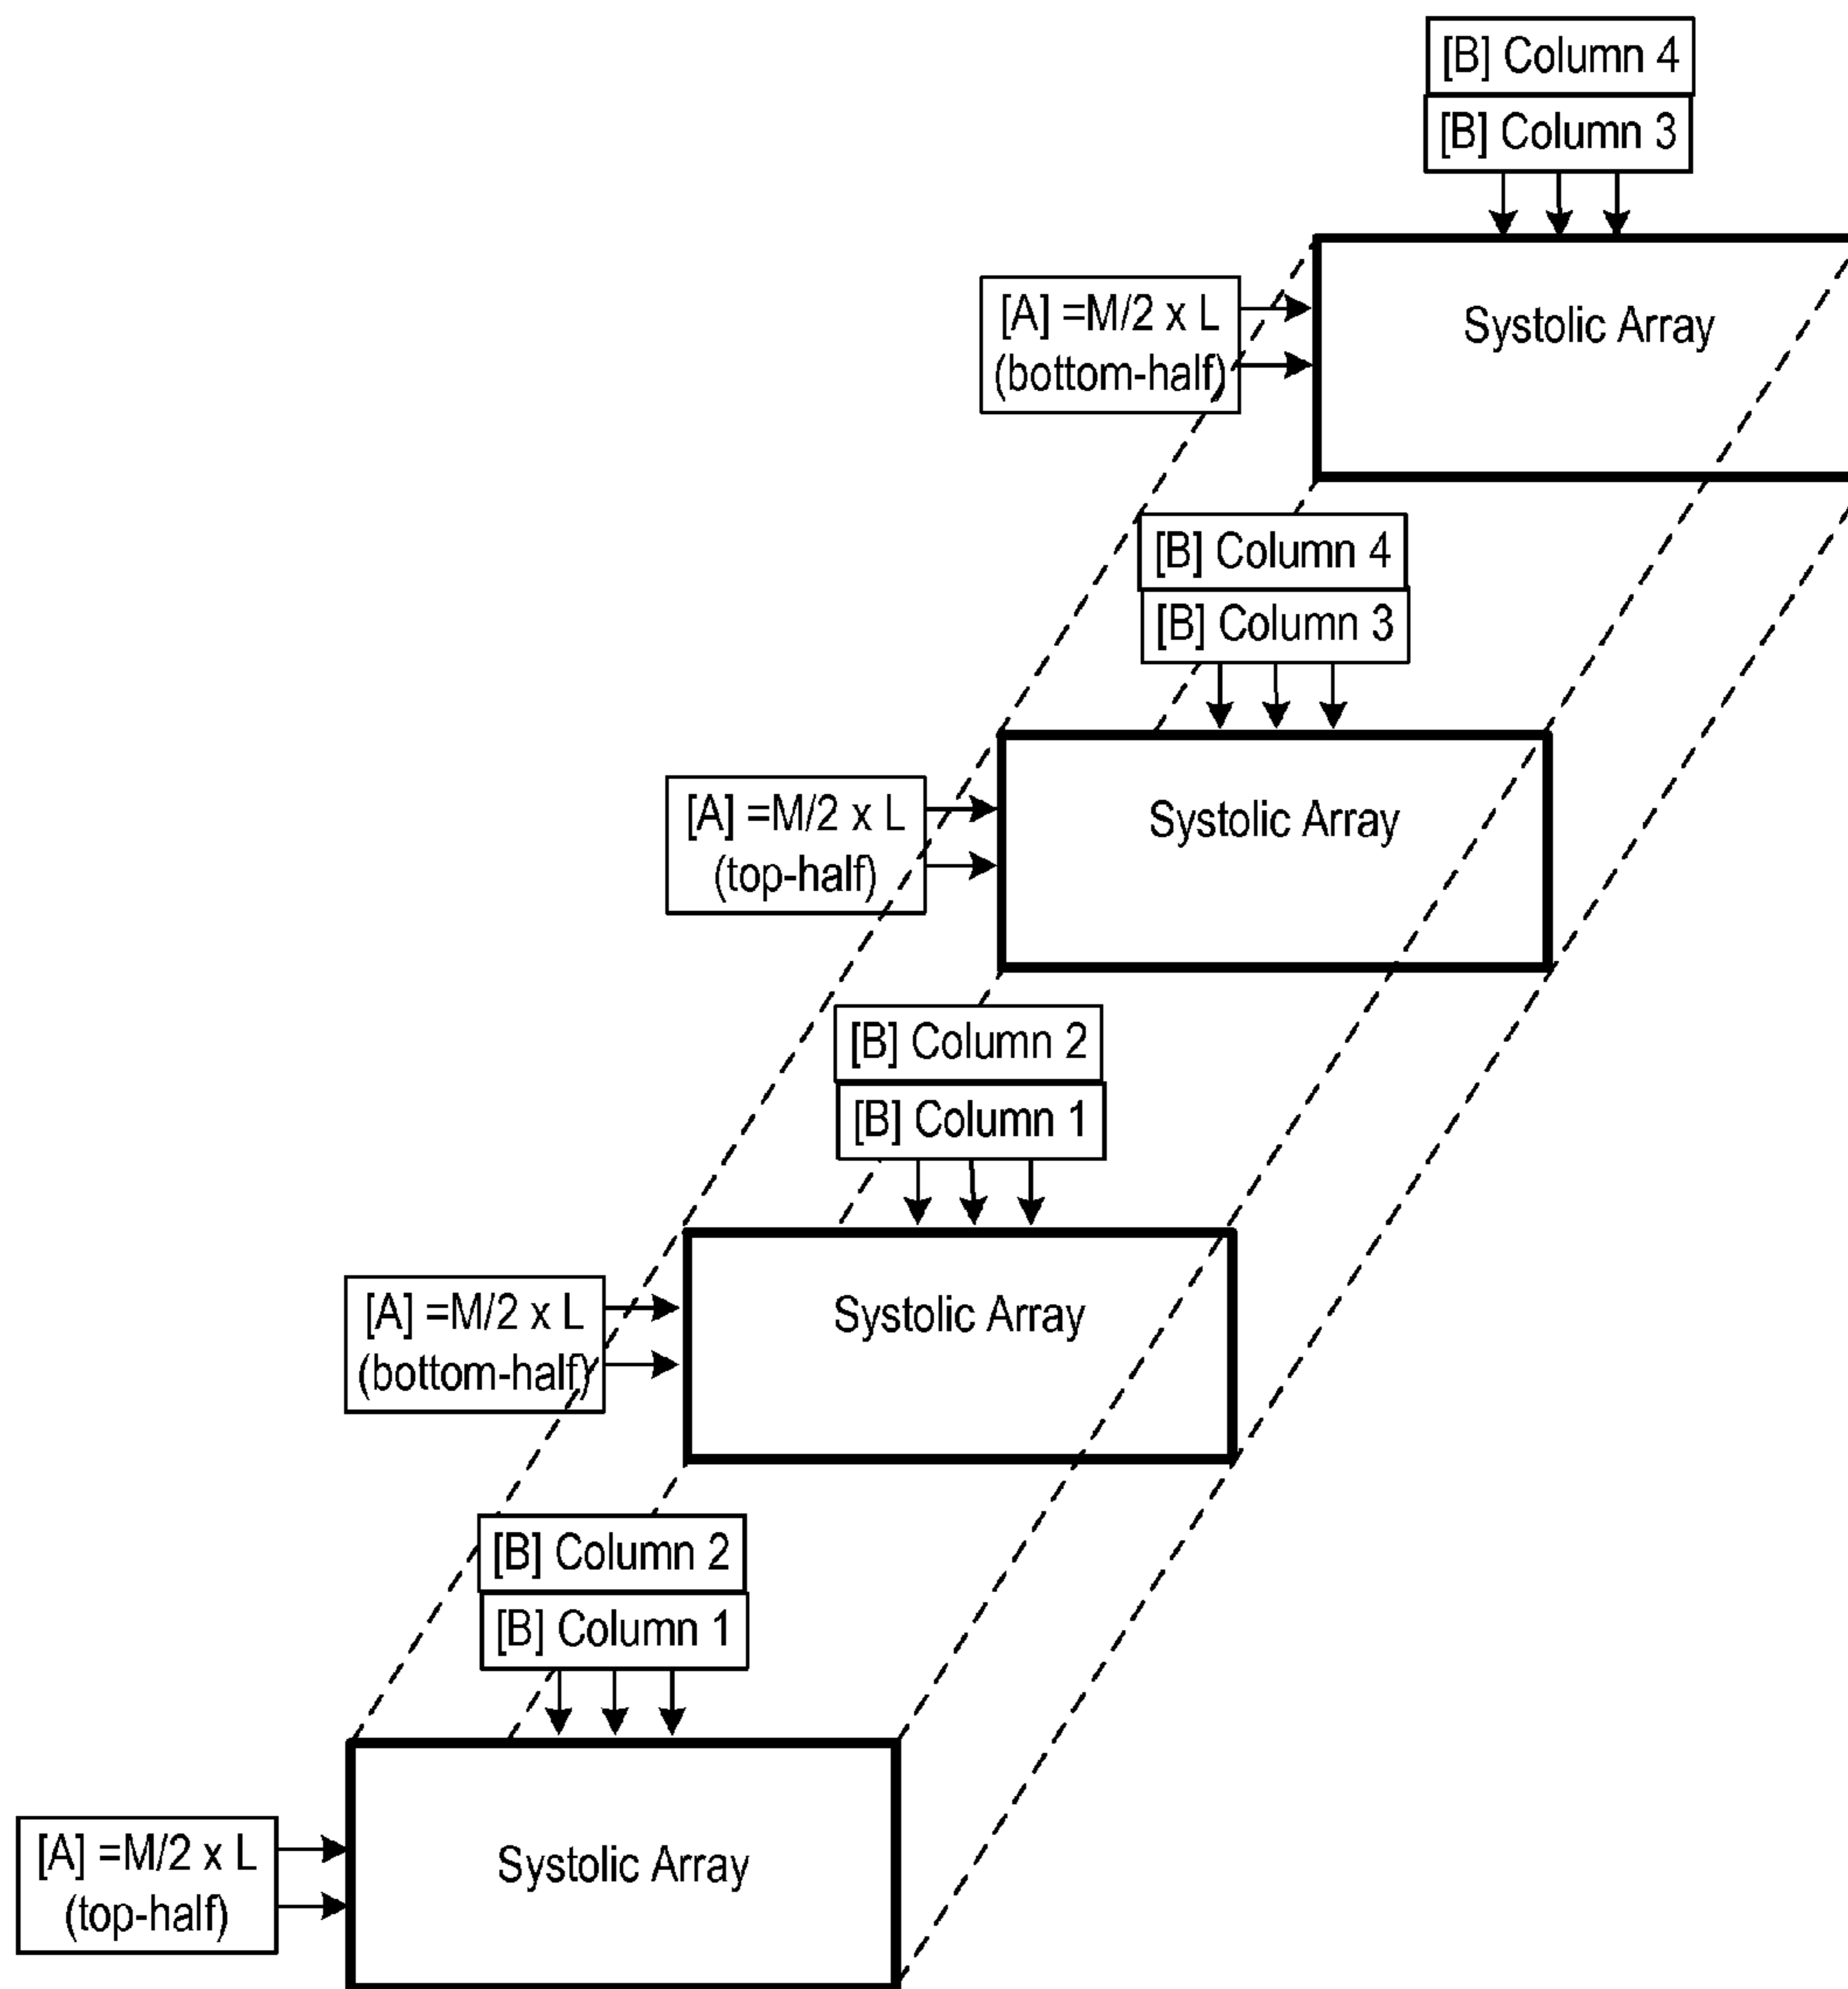 [B] Column 4
[B] Column 3
[A] =M/2 x L
(bottom-half)
Systolic Array
[B] Column 4
[B] Column 3
[A] =M/2 x L
(top-half)
Systolic Array
[B] Column 2
[B] Column 1
[A] =M/2 x L
(bottom-half)
Systolic Array
[B] Column 2
[B] Column 1
[A] =M/2 x L
(top-half)
Systolic Array